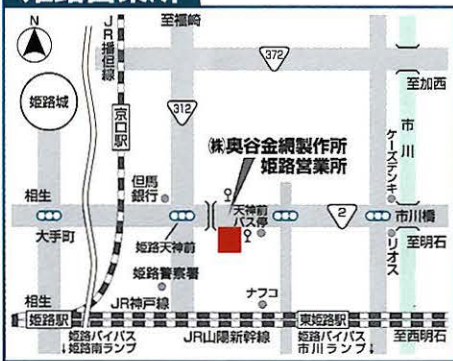 姫路営業所
N
JR播但線
至福崎
372
至加西
姫路城
京口駅
312
市川
ケーズデンキ
㈱奥谷金網製作所
姫路営業所
但馬
銀行
相生
天神前
バス停
2
市川橋
大手町
姫路天神前
リオス
至明石
姫路警察署
ナフコ
相生
JR神戸線
姫路駅
東姫路駅
姫路バイパス
↓姫路南ランプ
JR山陽新幹線
姫路バイパス
市川ランプ↓
至西明石